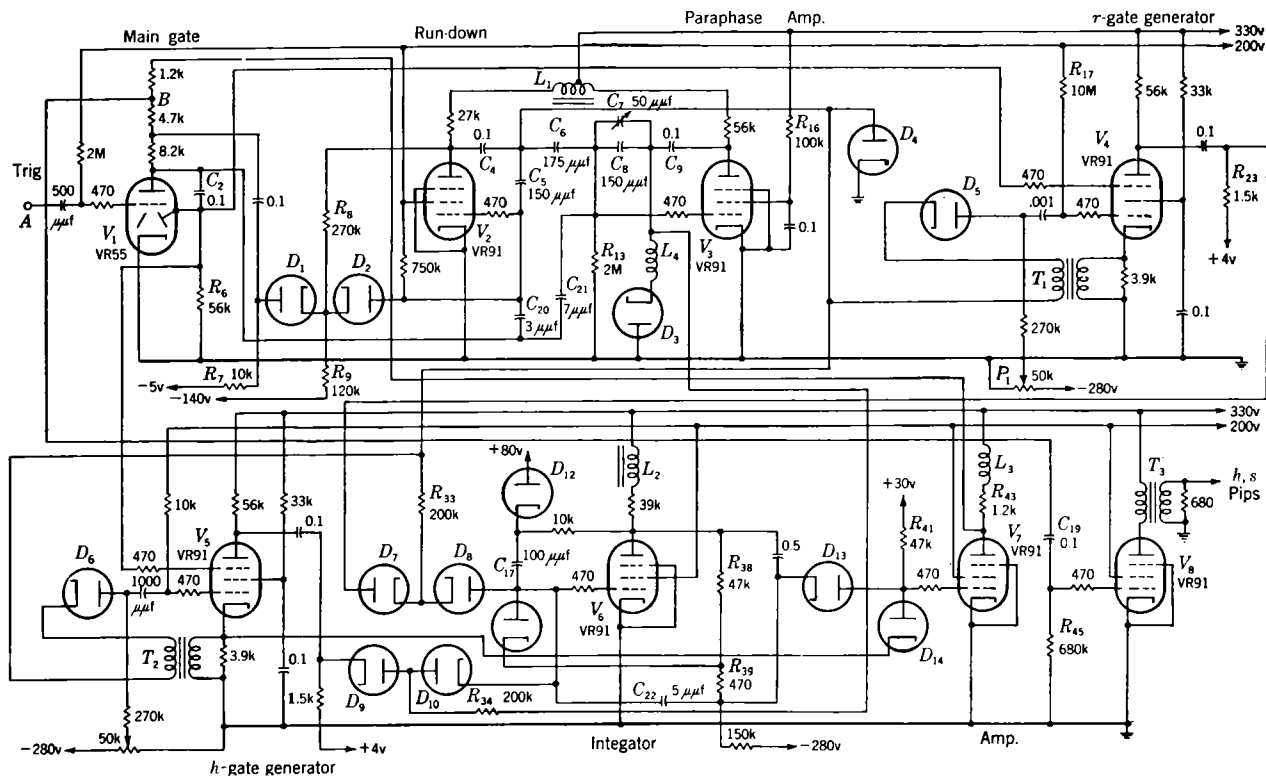 Main gate
Run-down
Paraphase Amp.
r-gate generator
330v
200v
1.2k
B
4.7k
8.2k
2M
Trig
A
500
μμf
470
V1
VR55
C2
0.1
R6
56k
0.1
D1
D2
R7 10k
−5v
−140v
R8
270k
R9
120k
27k
L1
0.1
C4
C6
175 μμf
C5
150 μμf
470
V2
VR91
750k
C20
3 μμf
C21
7μμf
C7
50 μμf
C8
150 μμf
0.1
C9
470
R13
2M
L4
D3
V3
VR91
56k
R16
100k
0.1
D4
D5
R17
10M
56k
33k
V4
VR91
470
.001
470
0.1
R23
1.5k
+4v
T1
3.9k
0.1
270k
P1
50k
−280v
330v
200v
10k
56k
33k
V5
VR91
0.1
D6
470
1000
μμf
470
T2
3.9k
0.1
1.5k
270k
50k
−280v
+4v
h-gate generator
R33
200k
D7
D8
D9
D10
R34
200k
+80v
D12
C17
100 μμf
10k
L2
39k
470
V6
VR91
R38
47k
R39
470
C22
5 μμf
150k
−280v
Integator
0.5
D13
+30v
R41
47k
D14
470
L3
R43
1.2k
V7
VR91
Amp.
C19
0.1
470
R45
680k
T3
680
h, s
Pips
V8
VR91